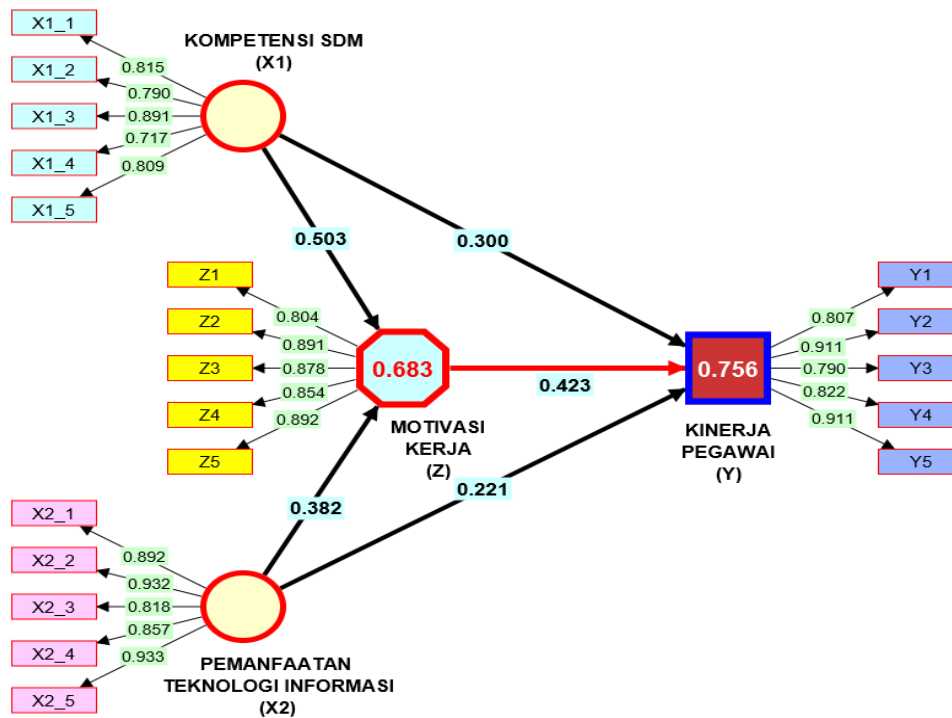 X1_1
X1_2
X1_3
X1_4
X1_5
0.815
0.790
0.891
0.717
0.809
KOMPETENSI SDM
(X1)
0.503
0.300
Z1
Z2
Z3
Z4
Z5
0.804
0.891
0.878
0.854
0.892
0.683
MOTIVASI
KERJA
(Z)
0.423
0.756
KINERJA
PEGAWAI
(Y)
0.807
0.911
0.790
0.822
0.911
Y1
Y2
Y3
Y4
Y5
0.382
0.221
X2_1
X2_2
X2_3
X2_4
X2_5
0.892
0.932
0.818
0.857
0.933
PEMANFAATAN
TEKNOLOGI INFORMASI
(X2)